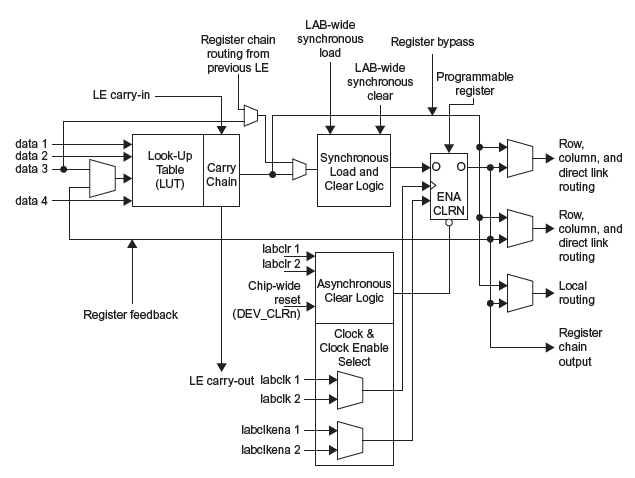 LAB-wide
synchronous
load
Register chain
routing from
previous LE
Register bypass
LAB-wide
synchronous
clear
Programmable
register
LE carry-in
data 1
data 2
data 3
data 4
Look-Up
Table
(LUT)
Carry
Chain
Synchronous
Load and
Clear Logic
ENA
CLRN
Row,
column, and
direct link
routing
Row,
column, and
direct link
routing
Local
routing
Register
chain
output
labclr 1
labclr 2
Chip-wide
reset
(DEV_CLRn)
Asynchronous
Clear Logic
Register feedback
Clock &
Clock Enable
Select
LE carry-out
labclk 1
labclk 2
labclkena 1
labclkena 2